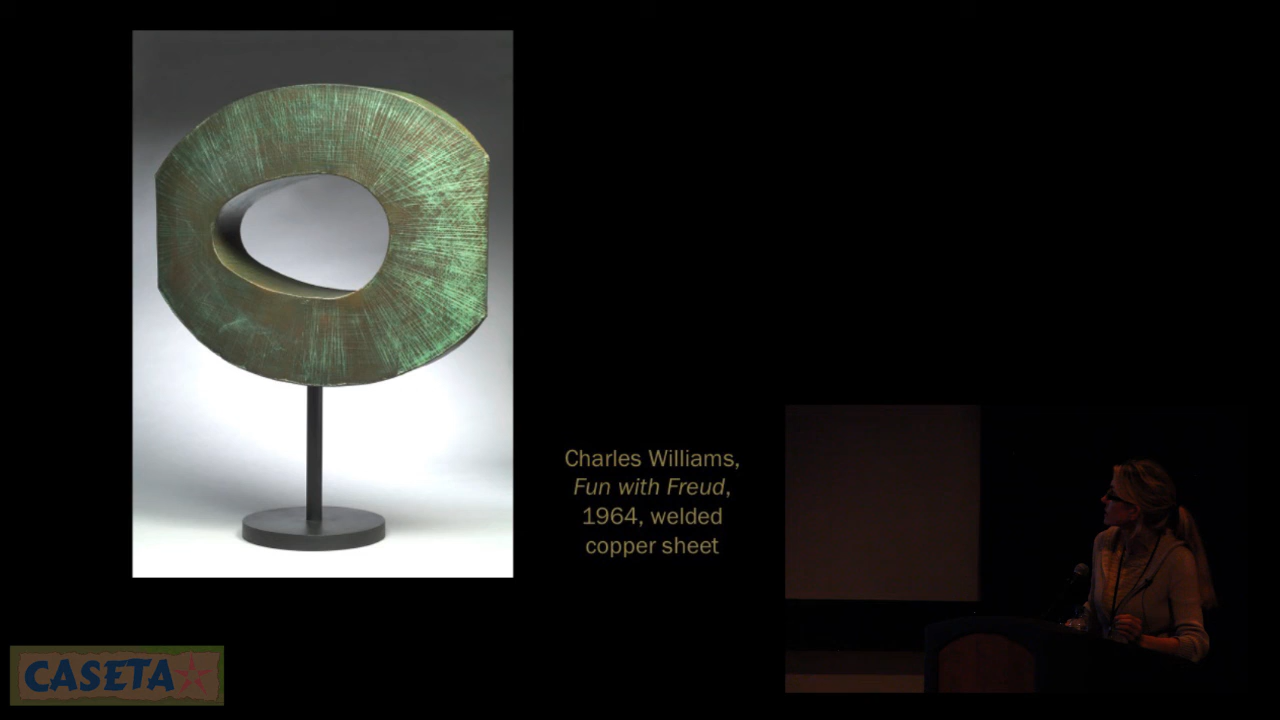 Charles Williams,
Fun with Freud,
1964, welded
copper sheet
CASETA